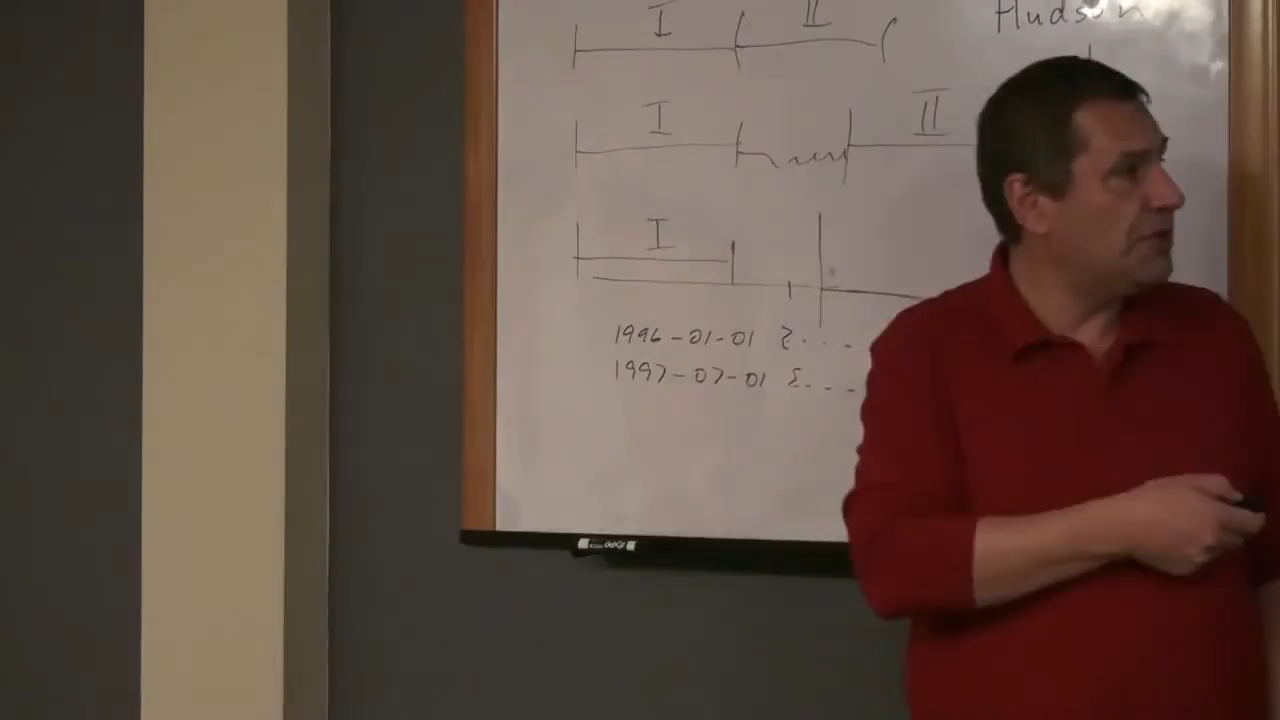 I II
Hudson
I II
I
1996-01-01 {. . . -
1997-07-01 {. . - -